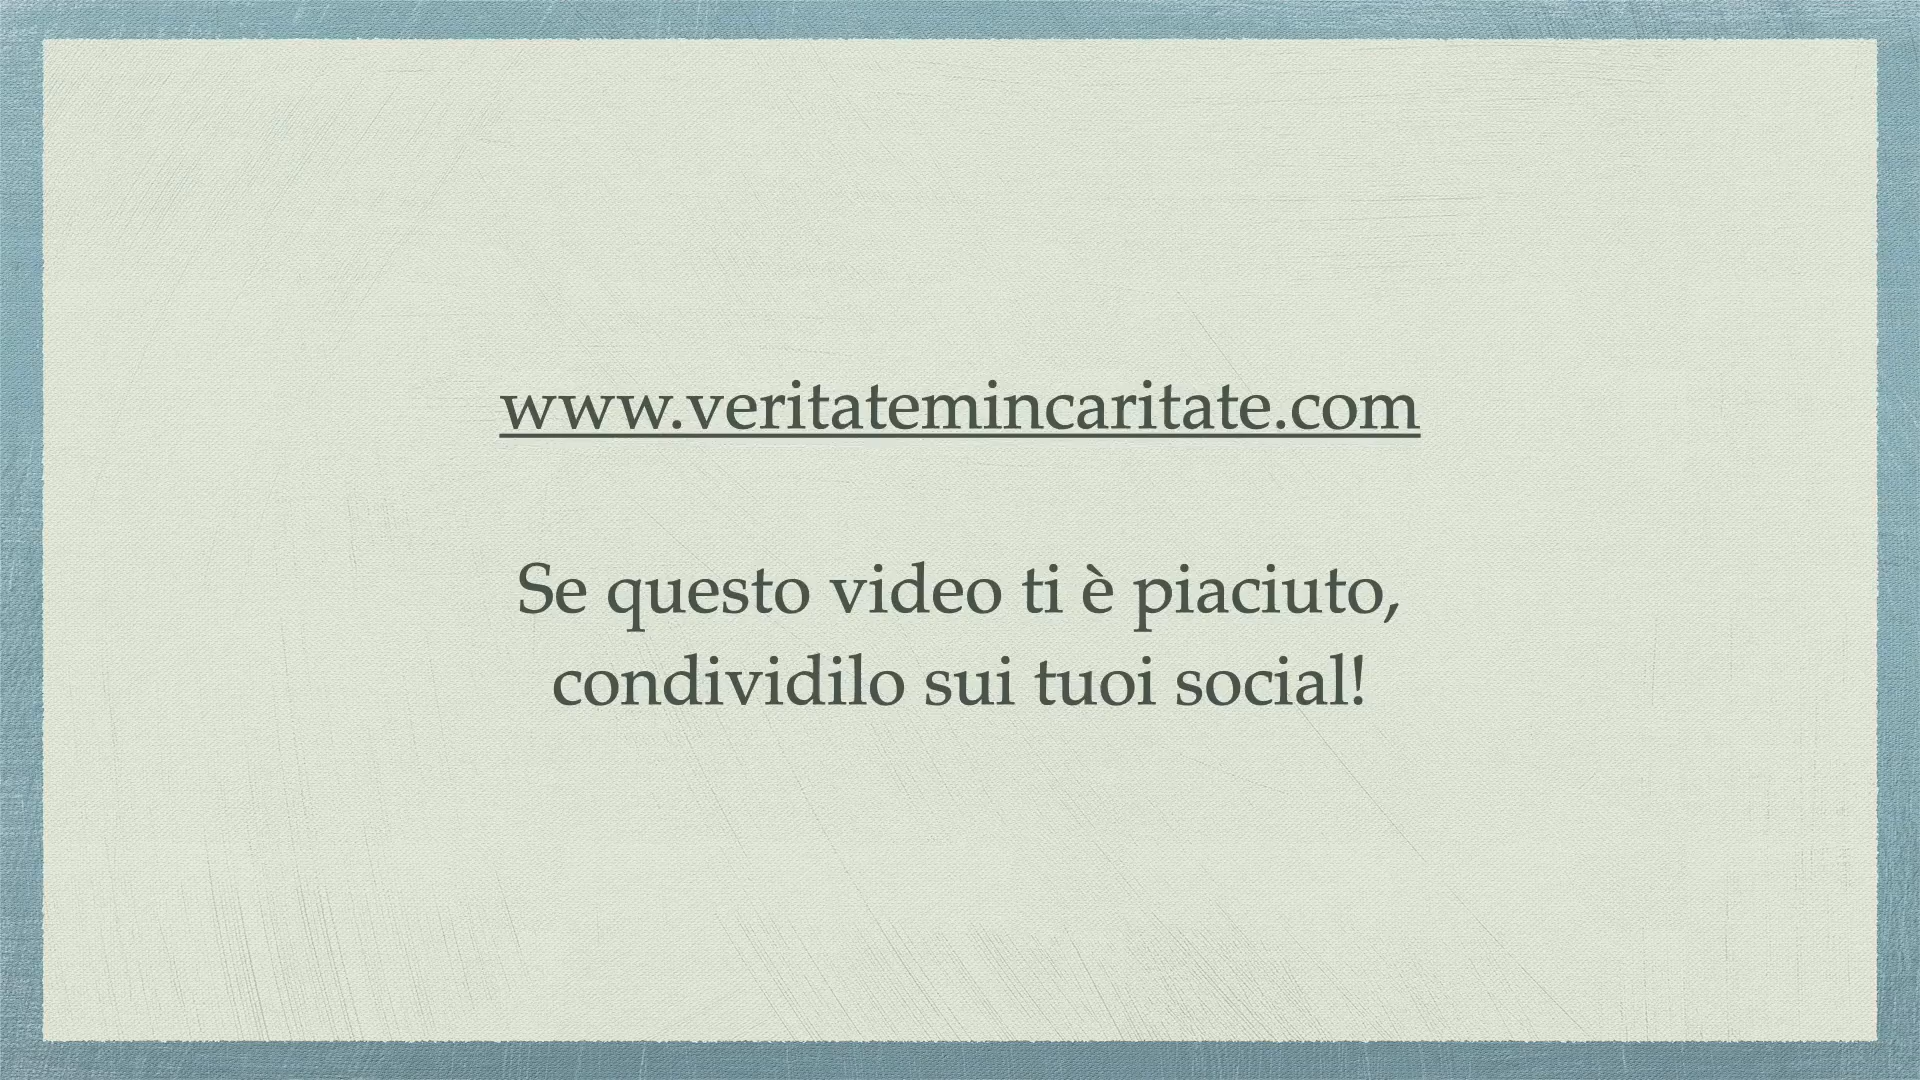 www.veritatemincaritate.com
Se questo video ti è piaciuto,
condividilo sui tuoi social!